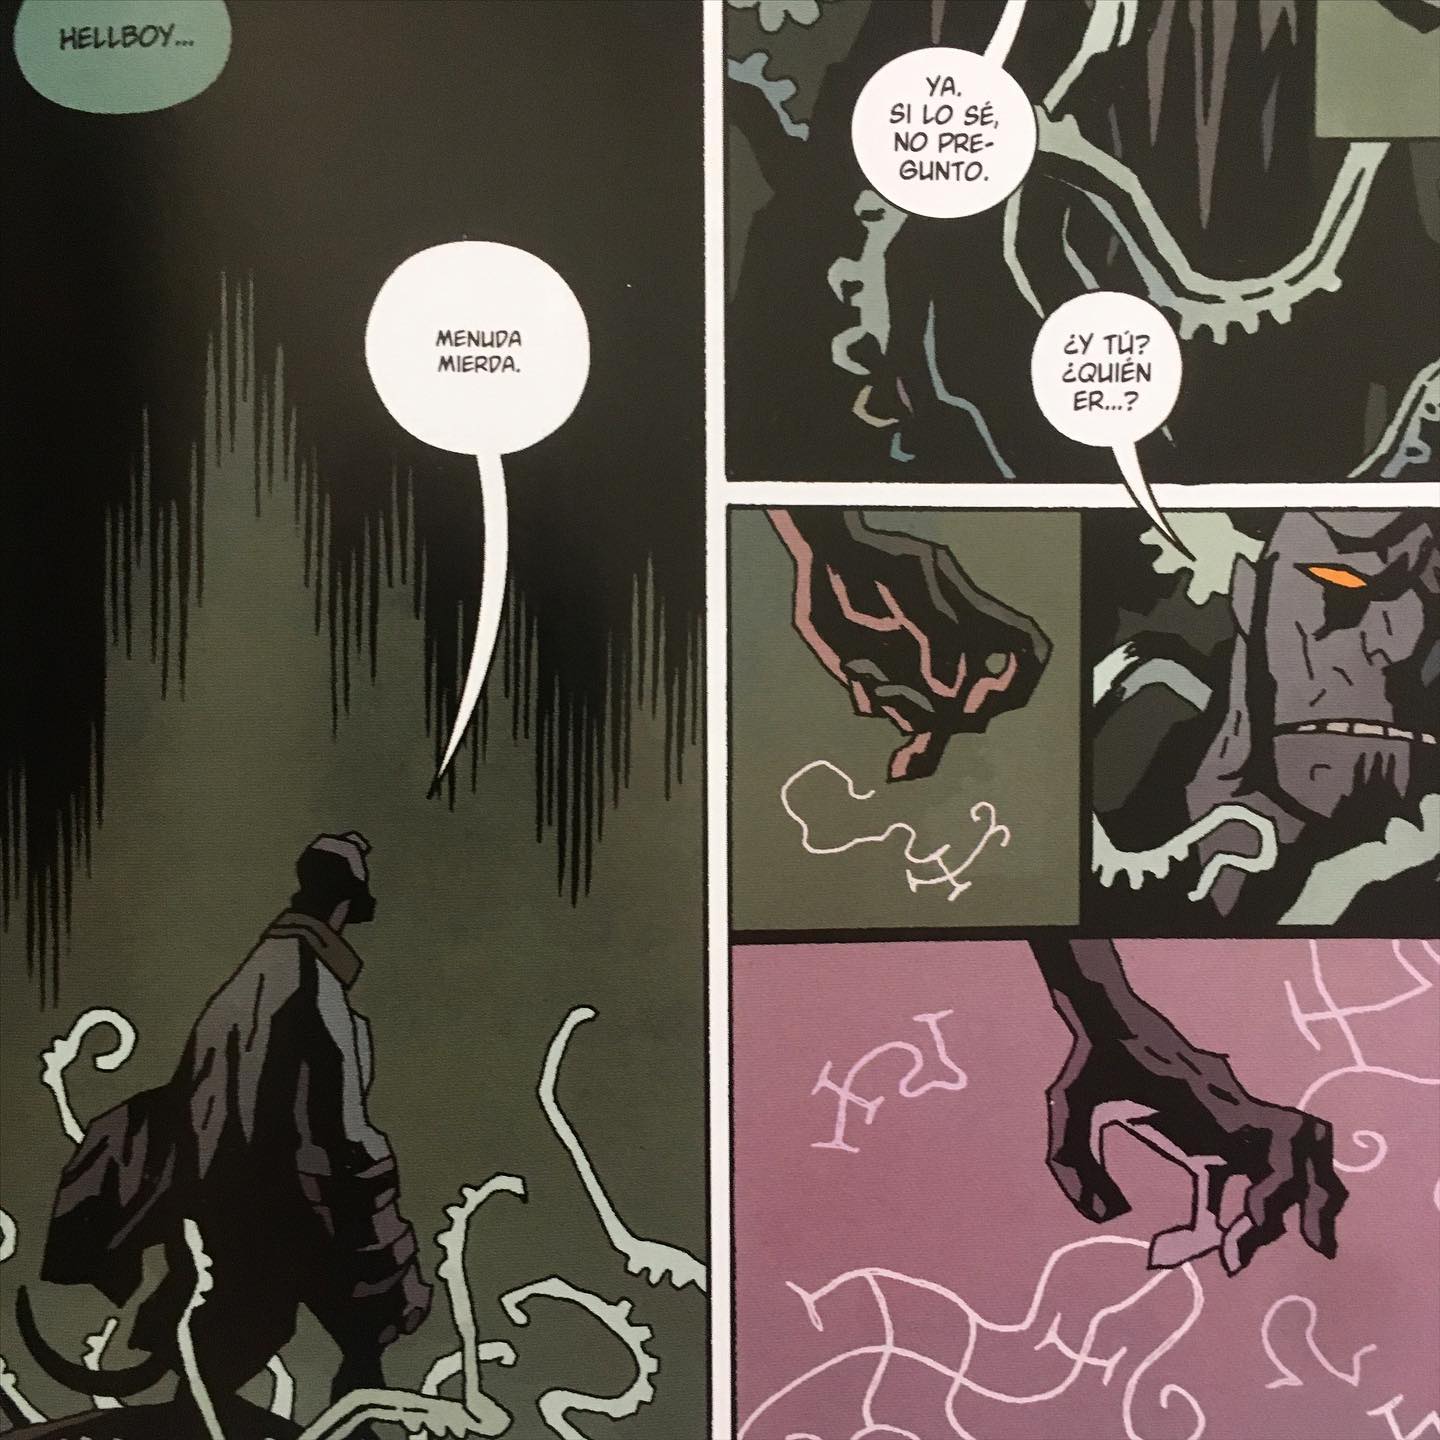 HELLBOY...
MENUDA
MIERDA.
YA.
SI LO SÉ,
NO PRE-
GUNTO.
¿Y TÚ?
¿QUIÉN
ER...?